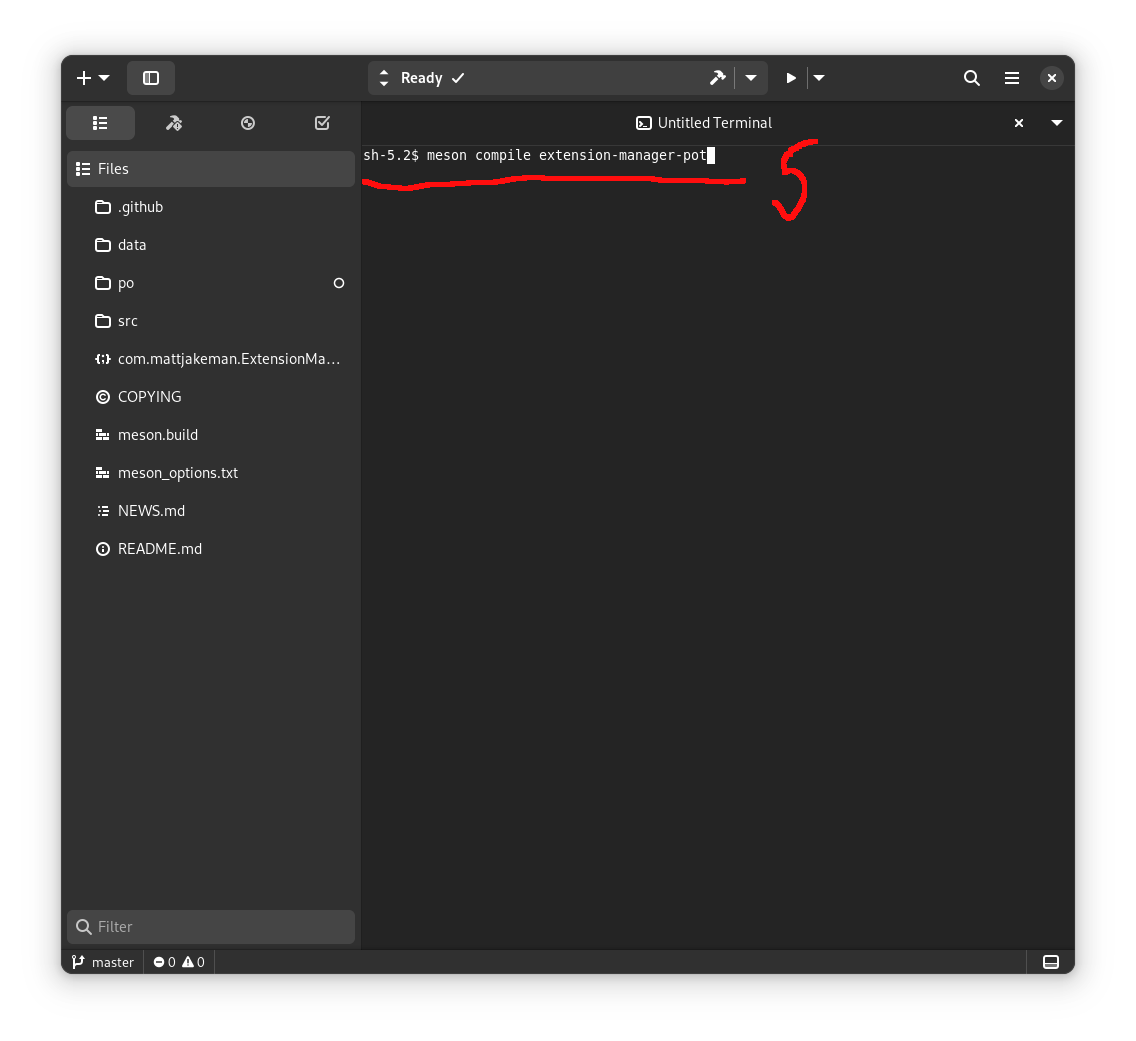 Ready
Untitled Terminal
sh-5.2$ meson compile extension-manager-pot
5
Files
.github
data
po
src
com.mattjakeman.ExtensionMa...
COPYING
meson.build
meson_options.txt
NEWS.md
README.md
Filter
master 0 0